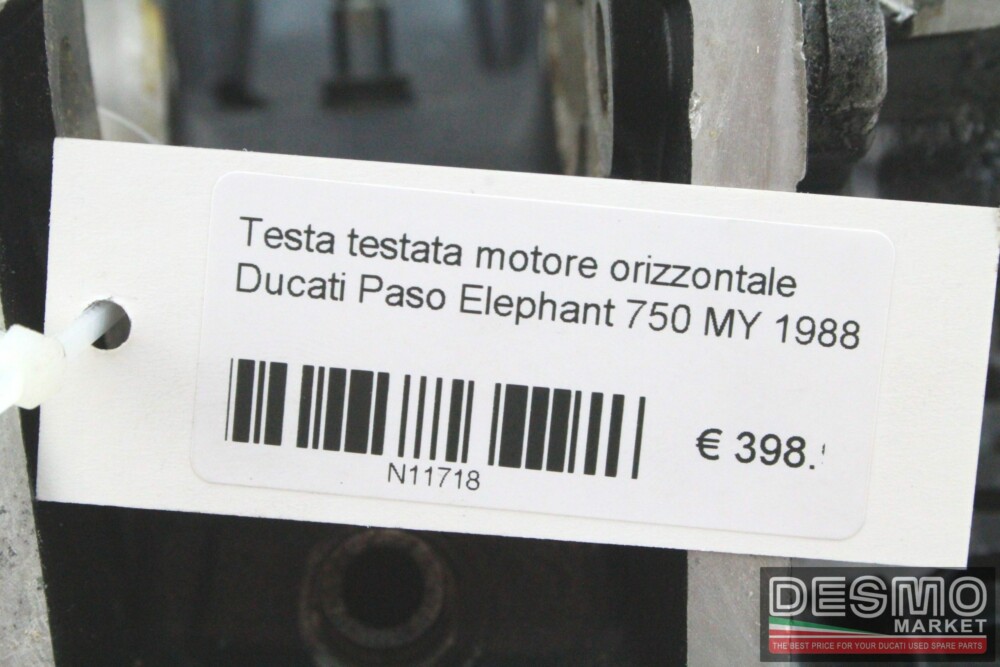 Testa testata motore orizzontale
Ducati Paso Elephant 750 MY 1988
N11718
€ 398.
DESMO
MARKET
THE BEST PRICE FOR YOUR DUCATI USED SPARE PARTS